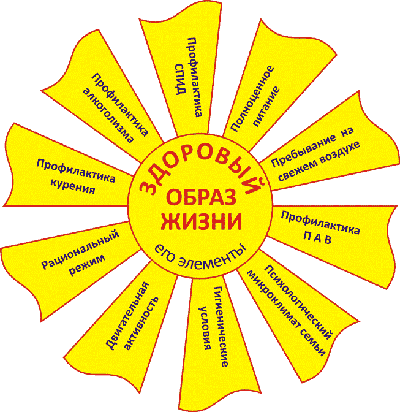 ЗДОРОВЫЙ
ОБРАЗ
ЖИЗНИ
его элементы
Профилактика
СПИД
Полноценное
питание
Пребывание на
свежем воздухе
Профилактика
П А В
Психологический
микроклимат семьи
Гигиенические
условия
Двигательная
активность
Рациональный
режим
Профилактика
курения
Профилактика
алкоголизма